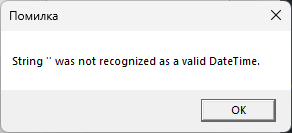 Помилка
String '' was not recognized as a valid DateTime.
OK